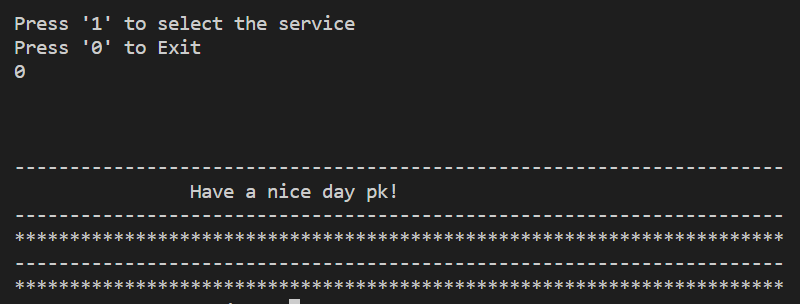 Press '1' to select the service
Press '0' to Exit
0
----------------------------------------------------------------------
Have a nice day pk!
----------------------------------------------------------------------
**********************************************************************
----------------------------------------------------------------------
**********************************************************************